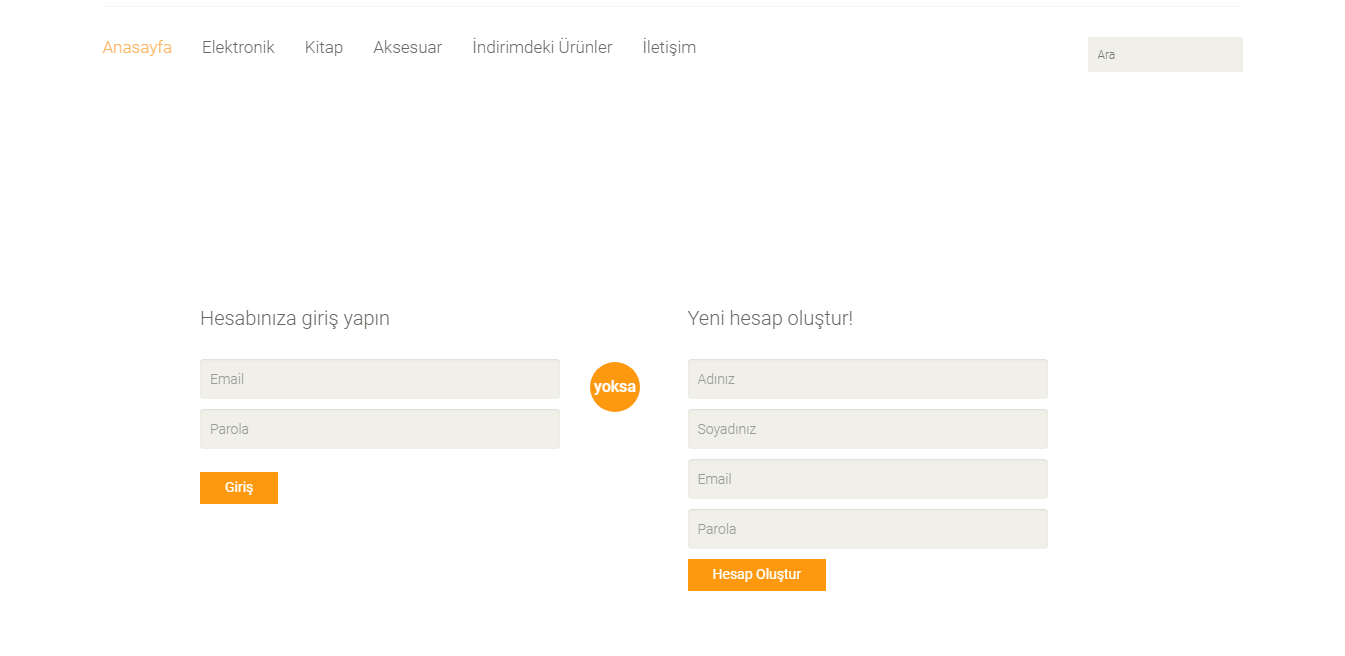 Anasayfa Elektronik Kitap Aksesuar İndirimdeki Ürünler İletişim Ara
Hesabınıza giriş yapın
Email
Parola
Giriş
yoksa
Yeni hesap oluştur!
Adınız
Soyadınız
Email
Parola
Hesap Oluştur